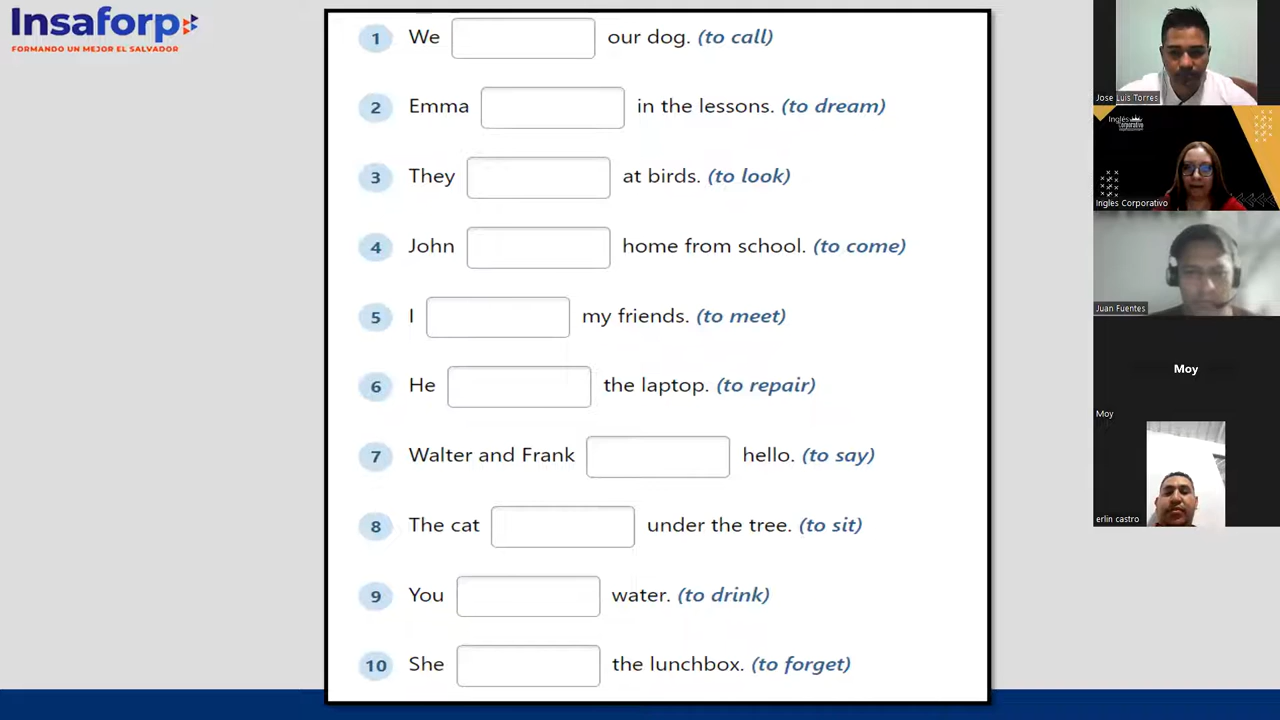 Insaforp
FORMANDO UN MEJOR EL SALVADOR
1 We our dog. (to call)
2 Emma in the lessons. (to dream)
3 They at birds. (to look)
4 John home from school. (to come)
5 I my friends. (to meet)
6 He the laptop. (to repair)
7 Walter and Frank hello. (to say)
8 The cat under the tree. (to sit)
9 You water. (to drink)
10 She the lunchbox. (to forget)
Jose Luis Torres
Inglés
Corporativo
Ingles Corporativo
Juan Fuentes
Moy
Moy
erlin castro